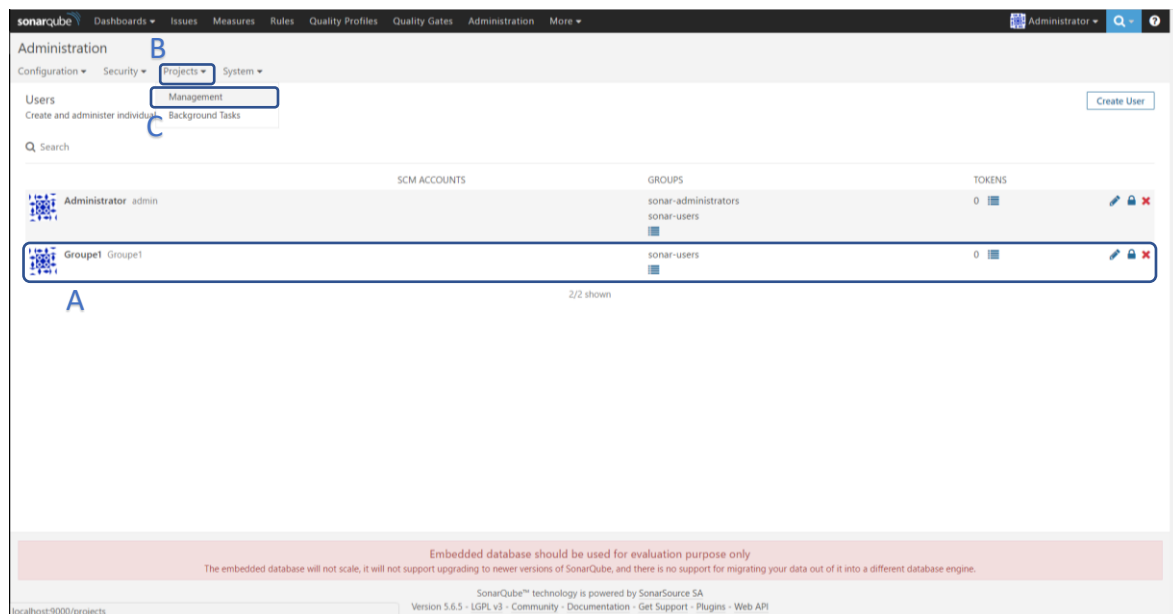 sonarqube Dashboards Issues Measures Rules Quality Profiles Quality Gates Administration More Administrator ?
Administration B
Configuration Security Projects System
Users Management Create User
Create and administer individual Background Tasks
C
Search
SCM ACCOUNTS GROUPS TOKENS
Administrator admin sonar-administrators 0
sonar-users
Groupe1 Groupe1 sonar-users 0
A 2/2 shown
Embedded database should be used for evaluation purpose only
The embedded database will not scale, it will not support upgrading to newer versions of SonarQube, and there is no support for migrating your data out of it into a different database engine.
SonarQube™ technology is powered by SonarSource SA
Version 5.6.5 - LGPL v3 - Community - Documentation - Get Support - Plugins - Web API
localhost:9000/projects